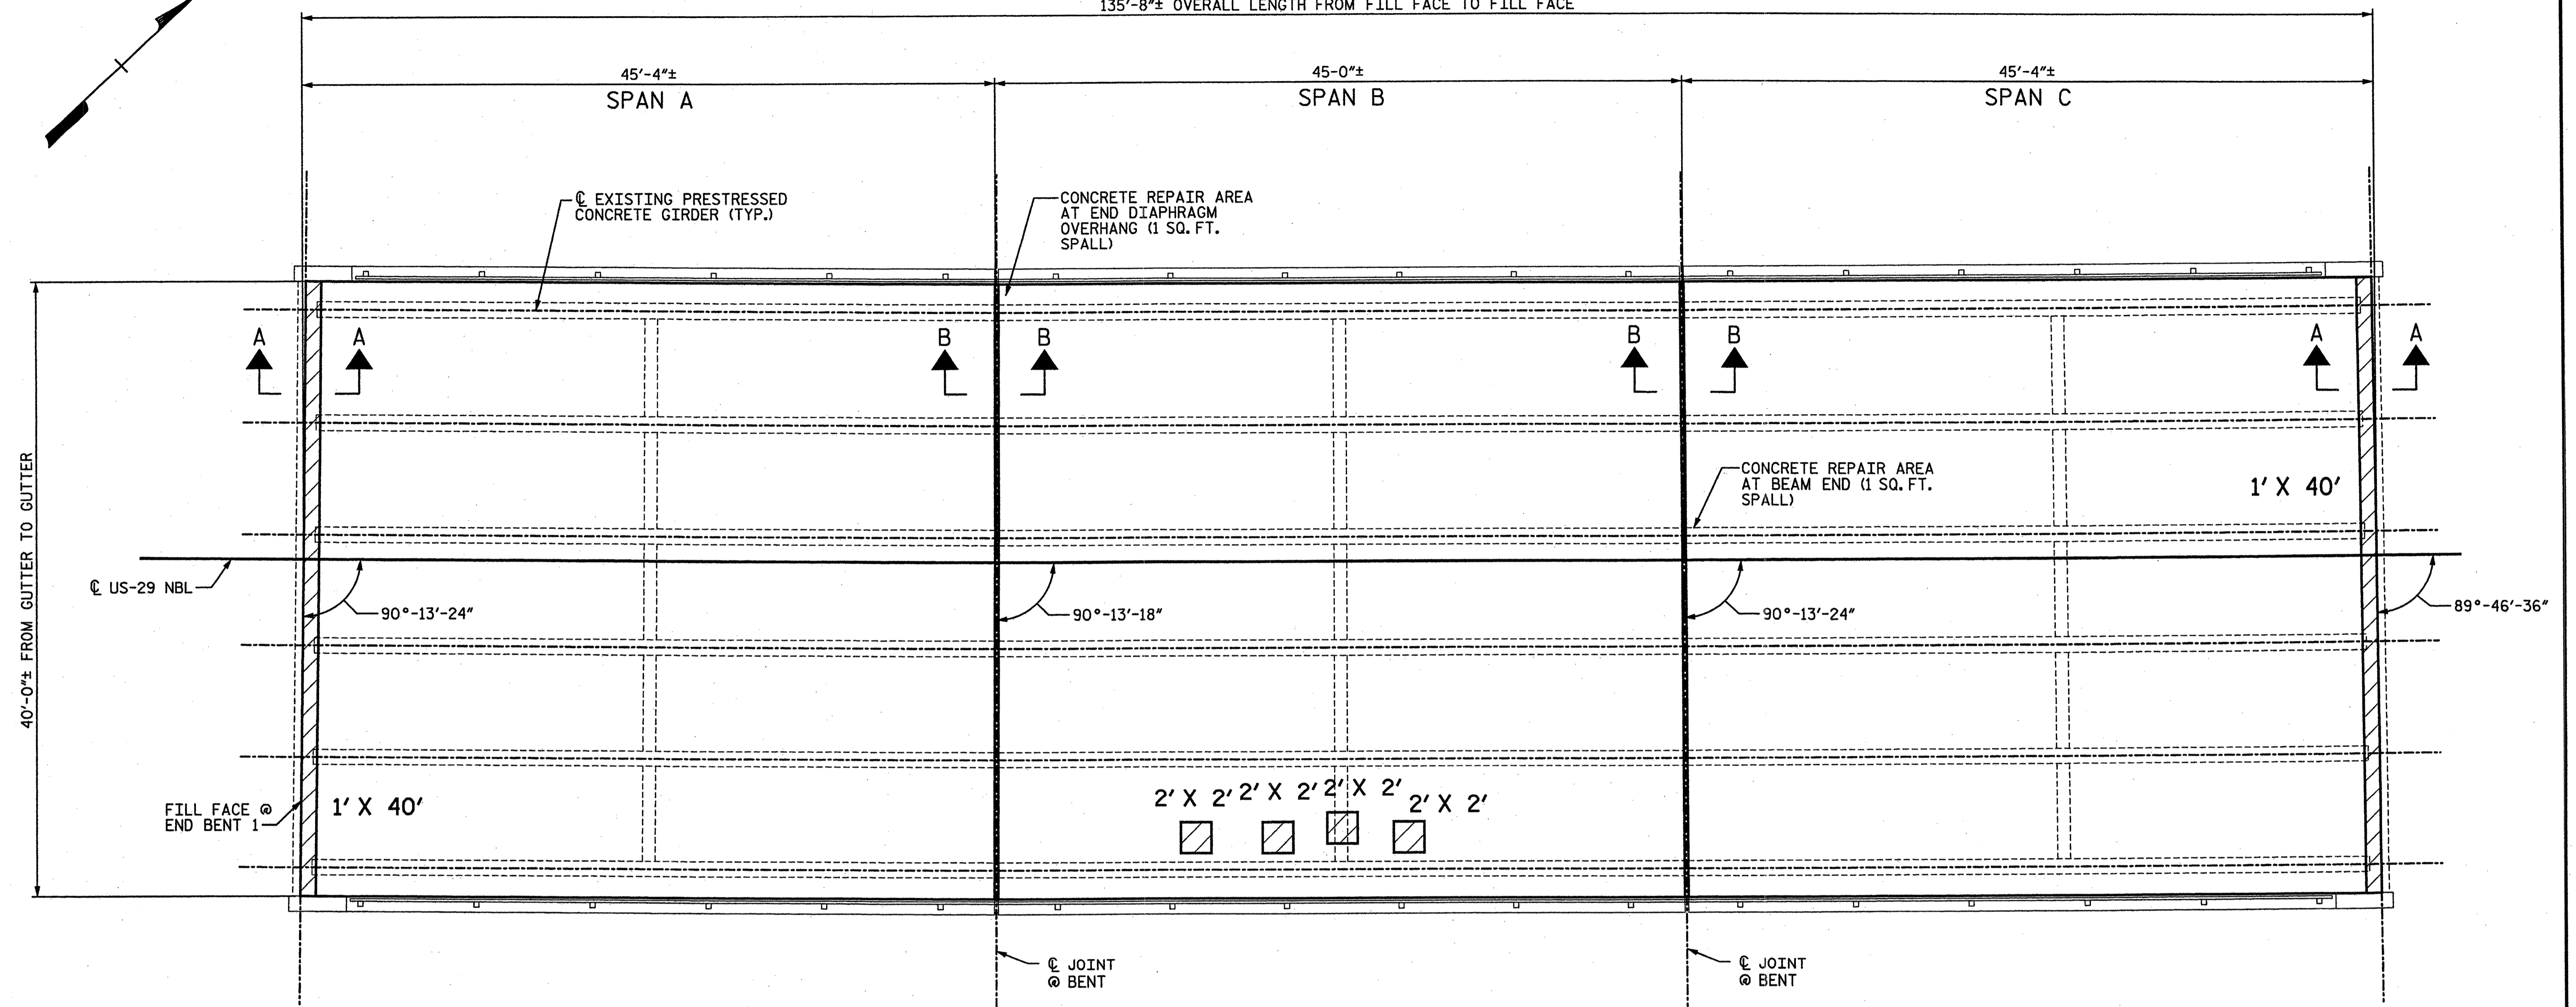 135'-8"± OVERALL LENGTH FROM FILL FACE TO FILL FACE
45'-4"±
45-0"±
45'-4"±
SPAN A
SPAN B
SPAN C
℄ EXISTING PRESTRESSED
CONCRETE GIRDER (TYP.)
CONCRETE REPAIR AREA
AT END DIAPHRAGM
OVERHANG (1 SQ.FT.
SPALL)
A
A
B
B
B
B
A
A
40'-0"± FROM GUTTER TO GUTTER
CONCRETE REPAIR AREA
AT BEAM END (1 SQ.FT.
SPALL)
1' X 40'
℄ US-29 NBL
90°-13'-24"
90°-13'-18"
90°-13'-24"
89°-46'-36"
FILL FACE @
END BENT 1
1' X 40'
2' X 2'
2' X 2'
2' X 2'
2' X 2'
℄ JOINT
@ BENT
℄ JOINT
@ BENT